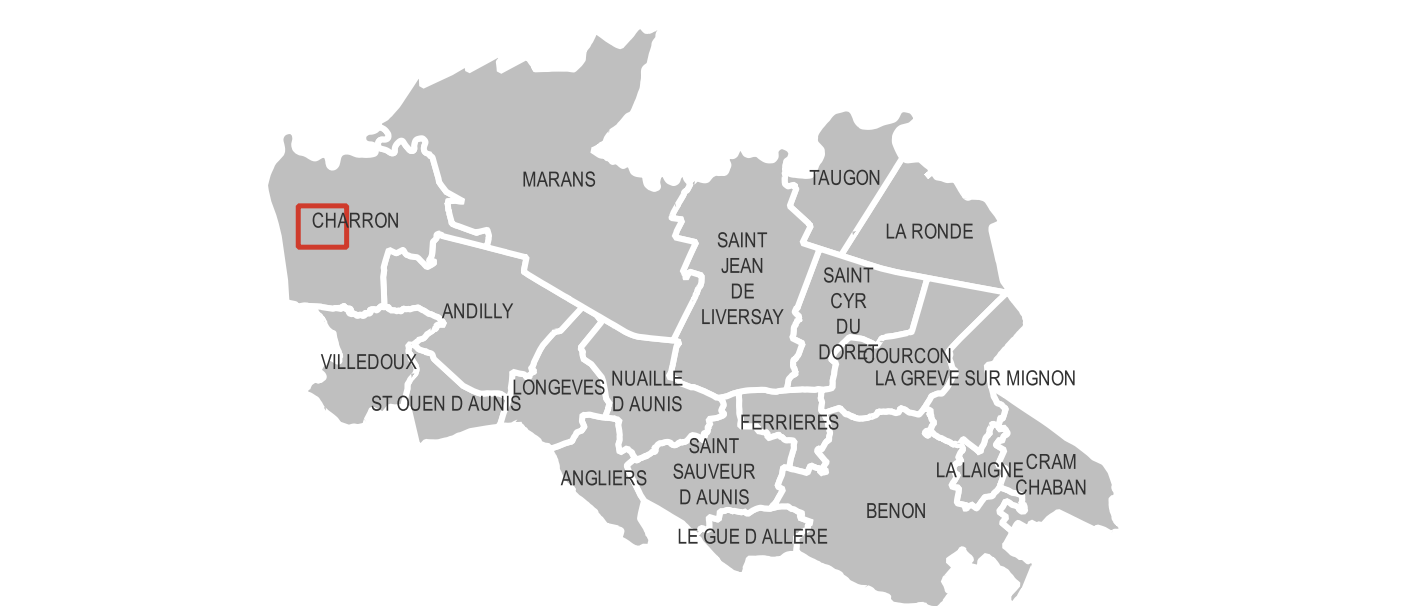 MARANS
TAUGON
CHARRON
LA RONDE
SAINT
JEAN
DE
LIVERSAY
SAINT
CYR
DU
DORET
ANDILLY
COURCON
VILLEDOUX
LA GREVE SUR MIGNON
LONGEVES
NUAILLE
D AUNIS
ST OUEN D AUNIS
FERRIERES
SAINT
SAUVEUR
D AUNIS
ANGLIERS
LA LAIGNE
CRAM
CHABAN
BENON
LE GUE D ALLERE